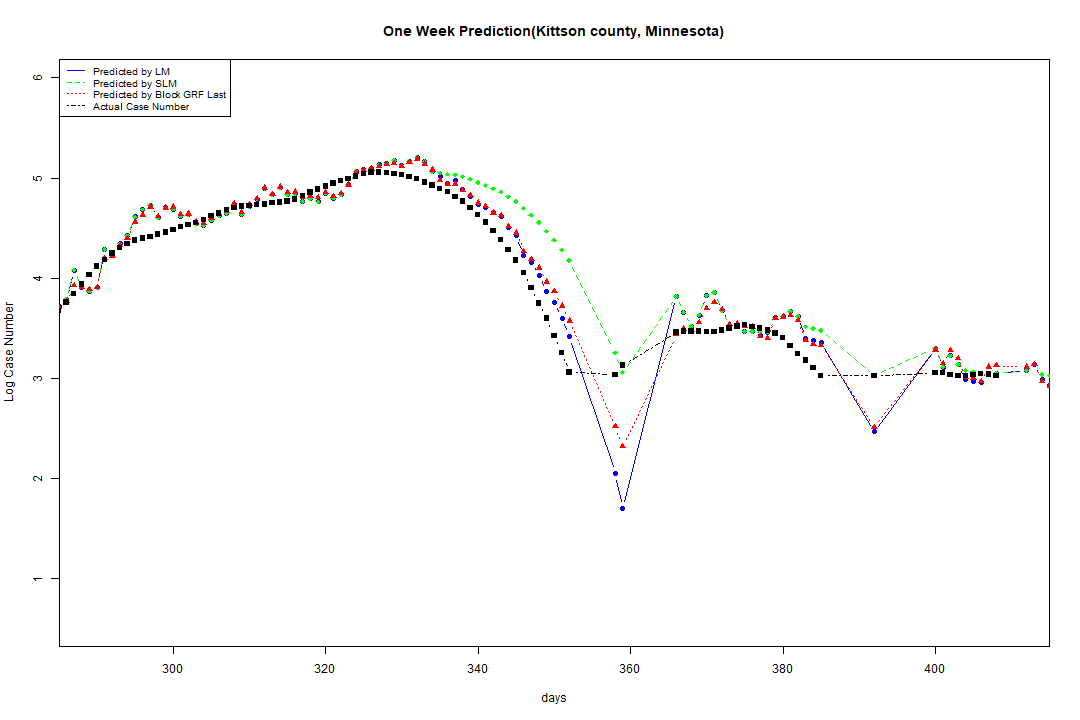 One Week Prediction(Kittson county, Minnesota)
Predicted by LM
Predicted by SLM
Predicted by Block GRF Last
Actual Case Number
6
5
4
3
2
1
Log Case Number
300 320 340 360 380 400
days